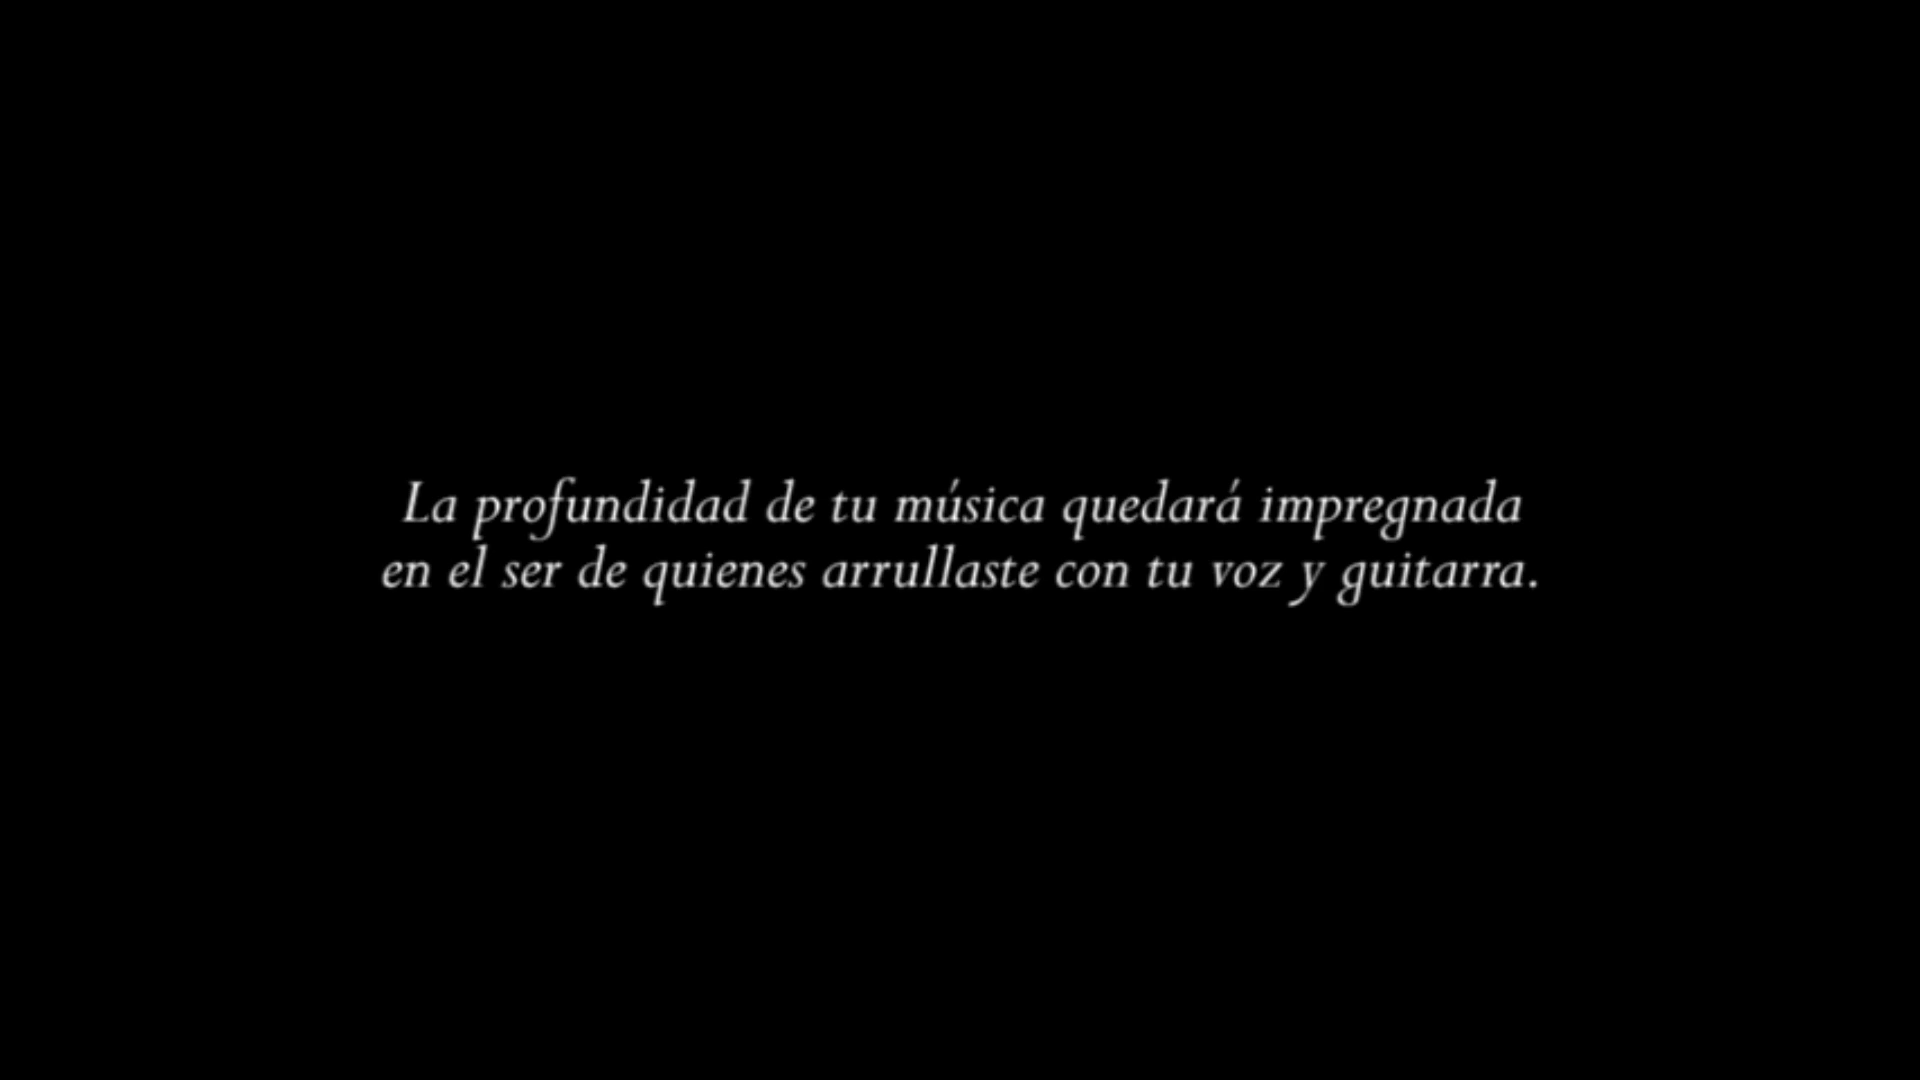 La profundidad de tu música quedará impregnada
en el ser de quienes arrullaste con tu voz y guitarra.